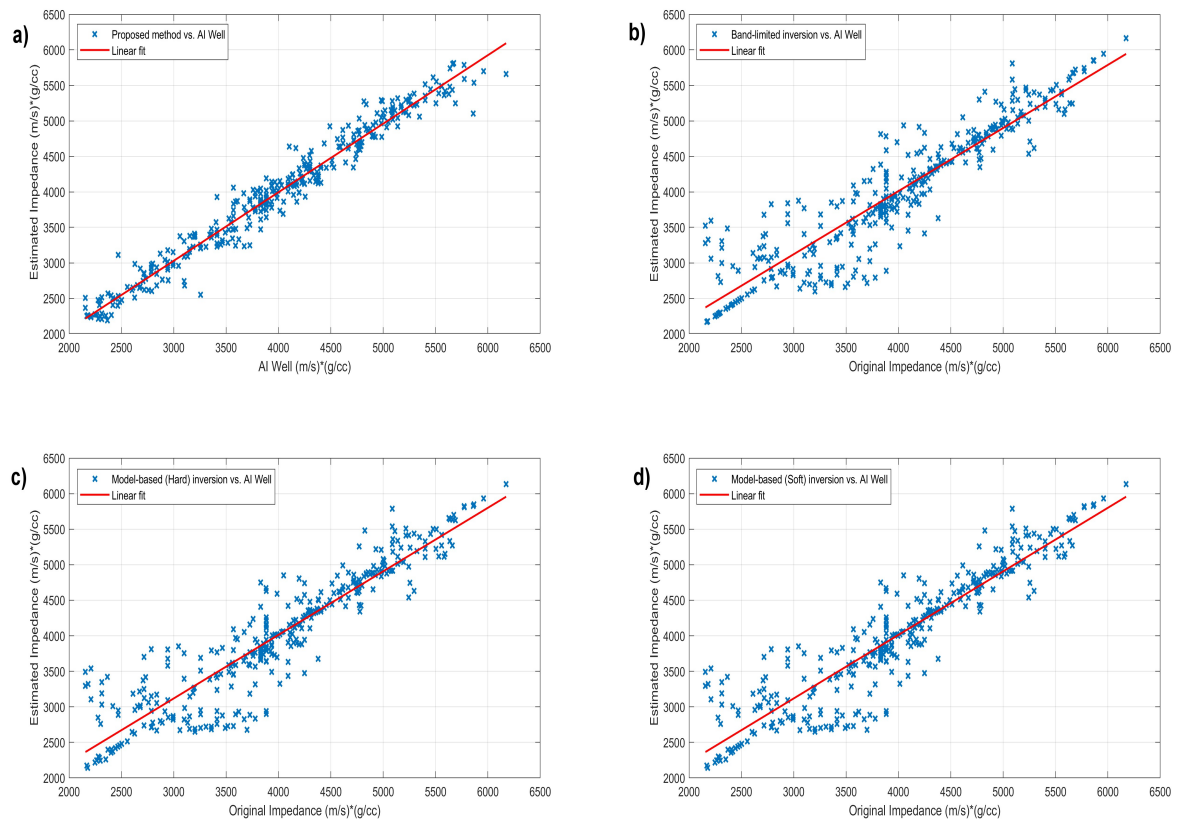 a)
Proposed method vs. AI Well
Linear fit
6500
6000
5500
5000
4500
4000
3500
3000
2500
2000
Estimated Impedance (m/s)*(g/cc)
2000 2500 3000 3500 4000 4500 5000 5500 6000 6500
AI Well (m/s)*(g/cc)
b)
Band-limited inversion vs. AI Well
Linear fit
6500
6000
5500
5000
4500
4000
3500
3000
2500
2000
Estimated Impedance (m/s)*(g/cc)
2000 2500 3000 3500 4000 4500 5000 5500 6000 6500
Original Impedance (m/s)*(g/cc)
c)
Model-based (Hard) inversion vs. AI Well
Linear fit
6500
6000
5500
5000
4500
4000
3500
3000
2500
2000
Estimated Impedance (m/s)*(g/cc)
2000 2500 3000 3500 4000 4500 5000 5500 6000 6500
Original Impedance (m/s)*(g/cc)
d)
Model-based (Soft) inversion vs. AI Well
Linear fit
6500
6000
5500
5000
4500
4000
3500
3000
2500
2000
Estimated Impedance (m/s)*(g/cc)
2000 2500 3000 3500 4000 4500 5000 5500 6000 6500
Original Impedance (m/s)*(g/cc)